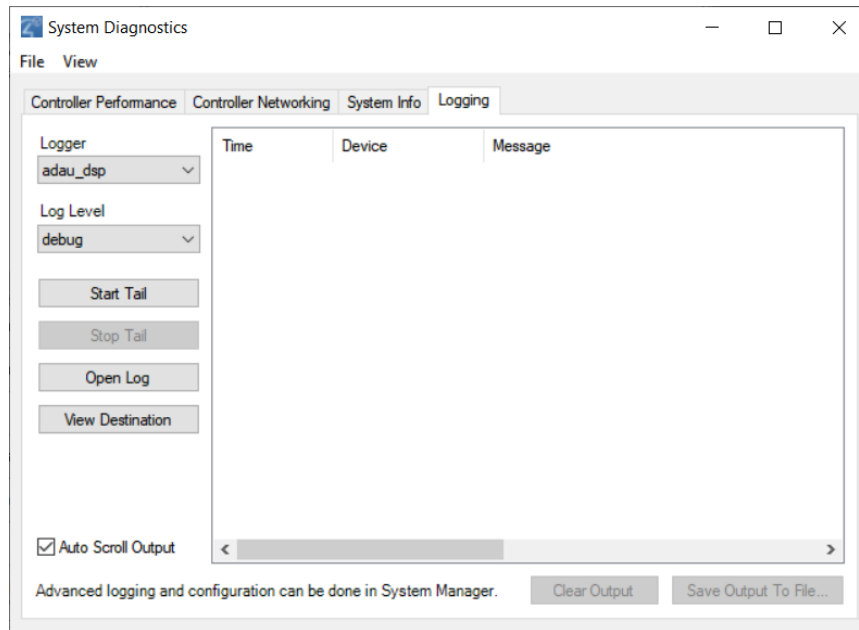 System Diagnostics
File View
Controller Performance Controller Networking System Info Logging
Logger
adau_dsp
Log Level
debug
Start Tail
Stop Tail
Open Log
View Destination
Auto Scroll Output
Time Device Message
Advanced logging and configuration can be done in System Manager. Clear Output Save Output To File...